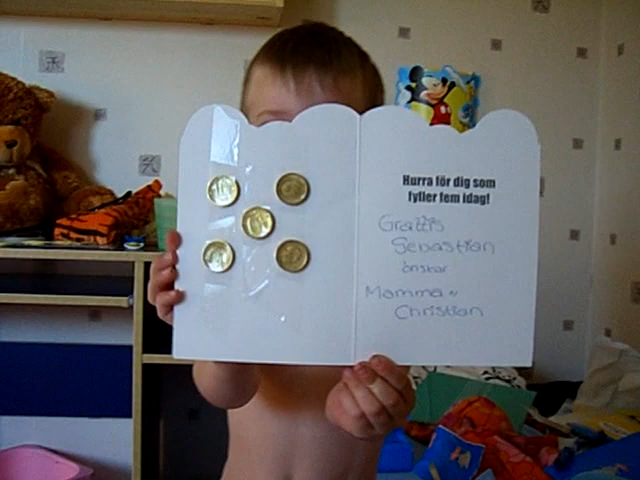 Hurra för dig som
fyller fem idag!
Grattis
Sebastian
önskar
Mamma &
Christian